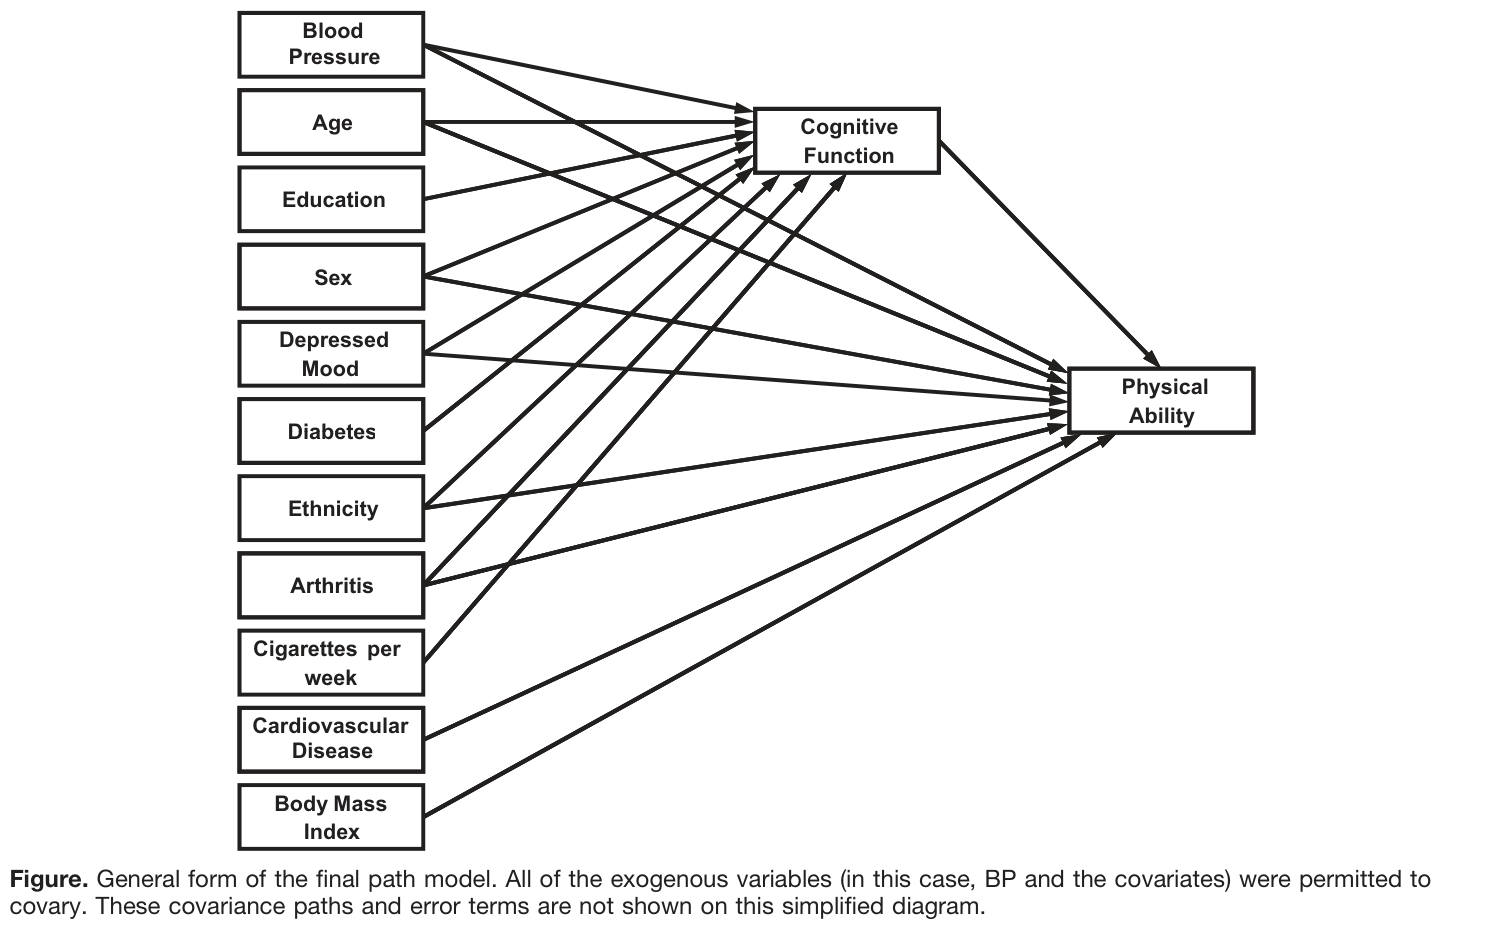 Blood
Pressure
Age
Education
Sex
Depressed
Mood
Diabetes
Ethnicity
Arthritis
Cigarettes per
week
Cardiovascular
Disease
Body Mass
Index
Cognitive
Function
Physical
Ability
Figure. General form of the final path model. All of the exogenous variables (in this case, BP and the covariates) were permitted to
covary. These covariance paths and error terms are not shown on this simplified diagram.